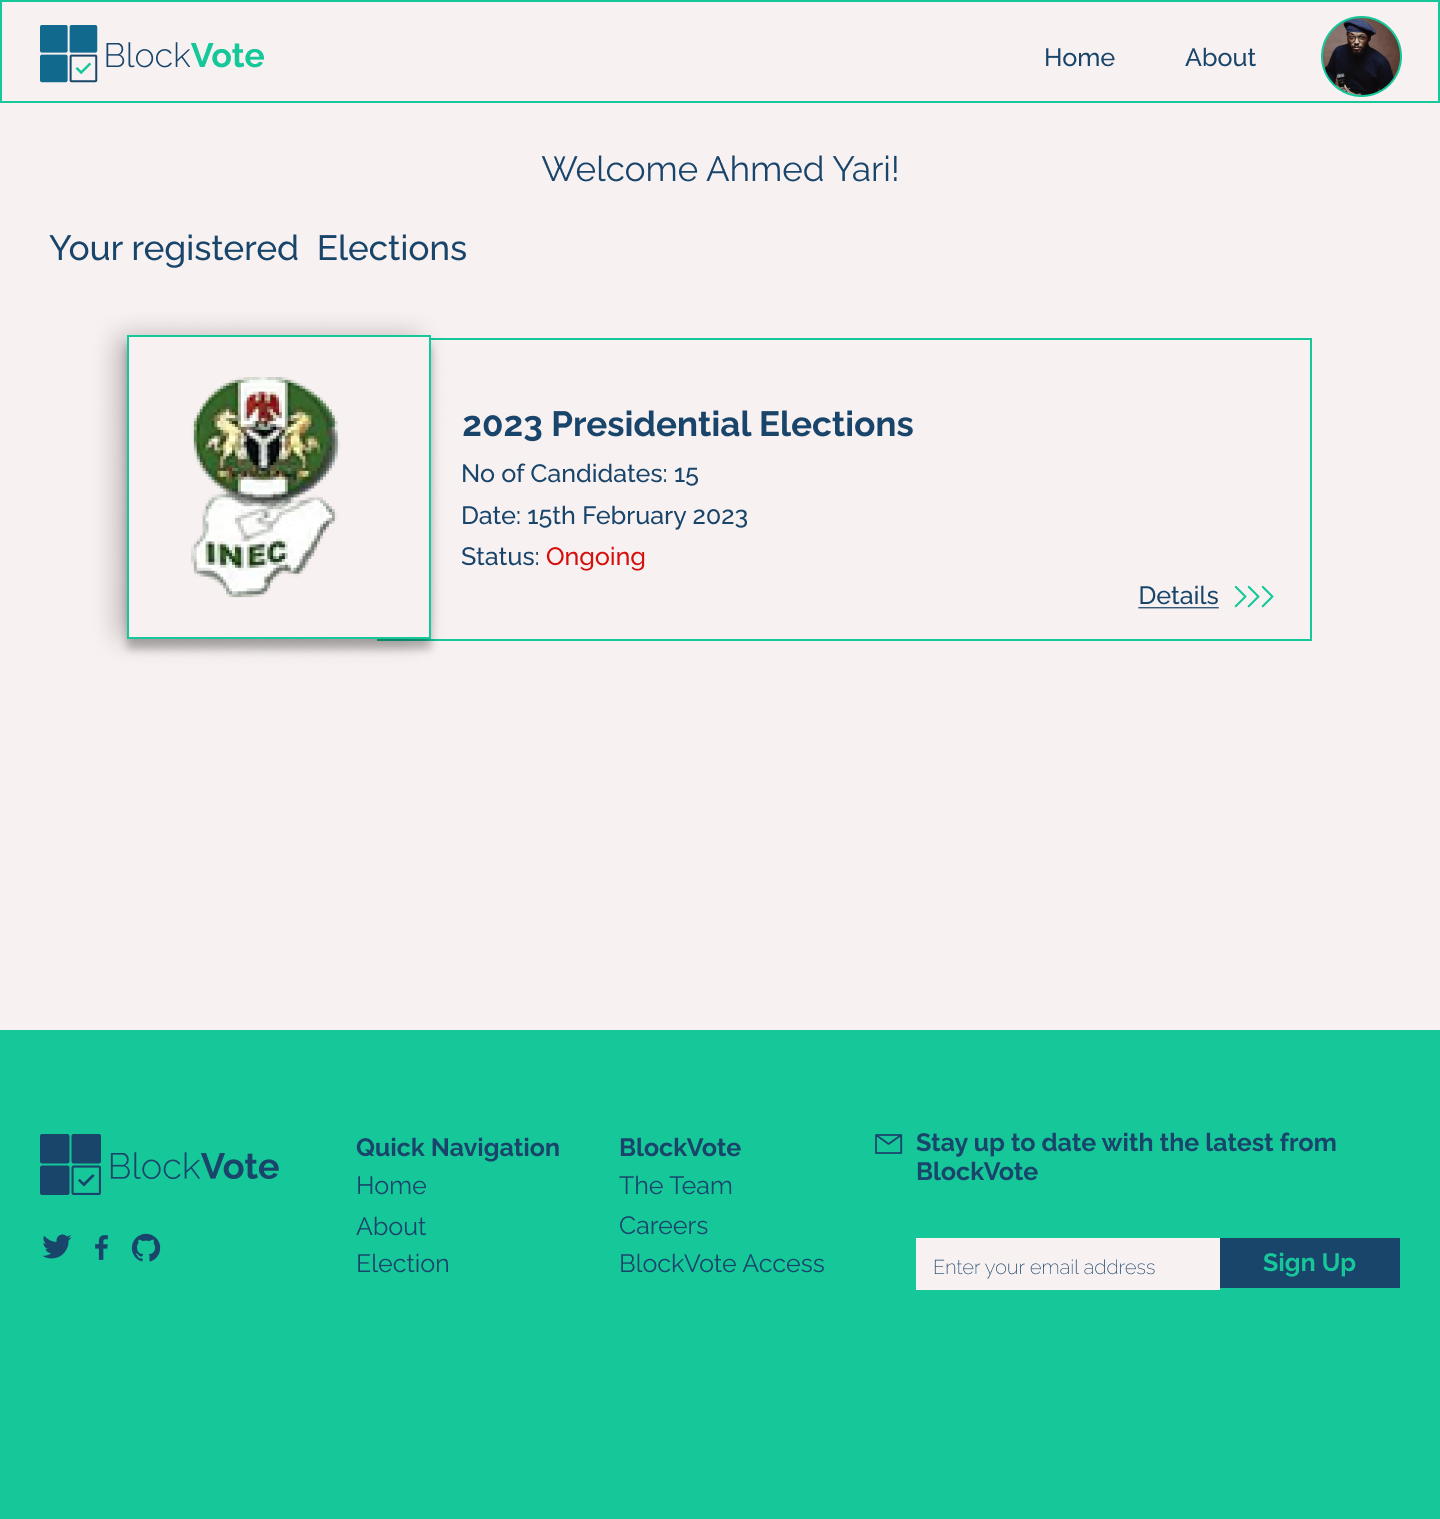 BlockVote
Home
About
Welcome Ahmed Yari!
Your registered  Elections
INEC
2023 Presidential Elections
No of Candidates: 15
Date: 15th February 2023
Status: Ongoing
Details
BlockVote
Quick Navigation
Home
About
Election
BlockVote
The Team
Careers
BlockVote Access
Stay up to date with the latest from
BlockVote
Enter your email address
Sign Up